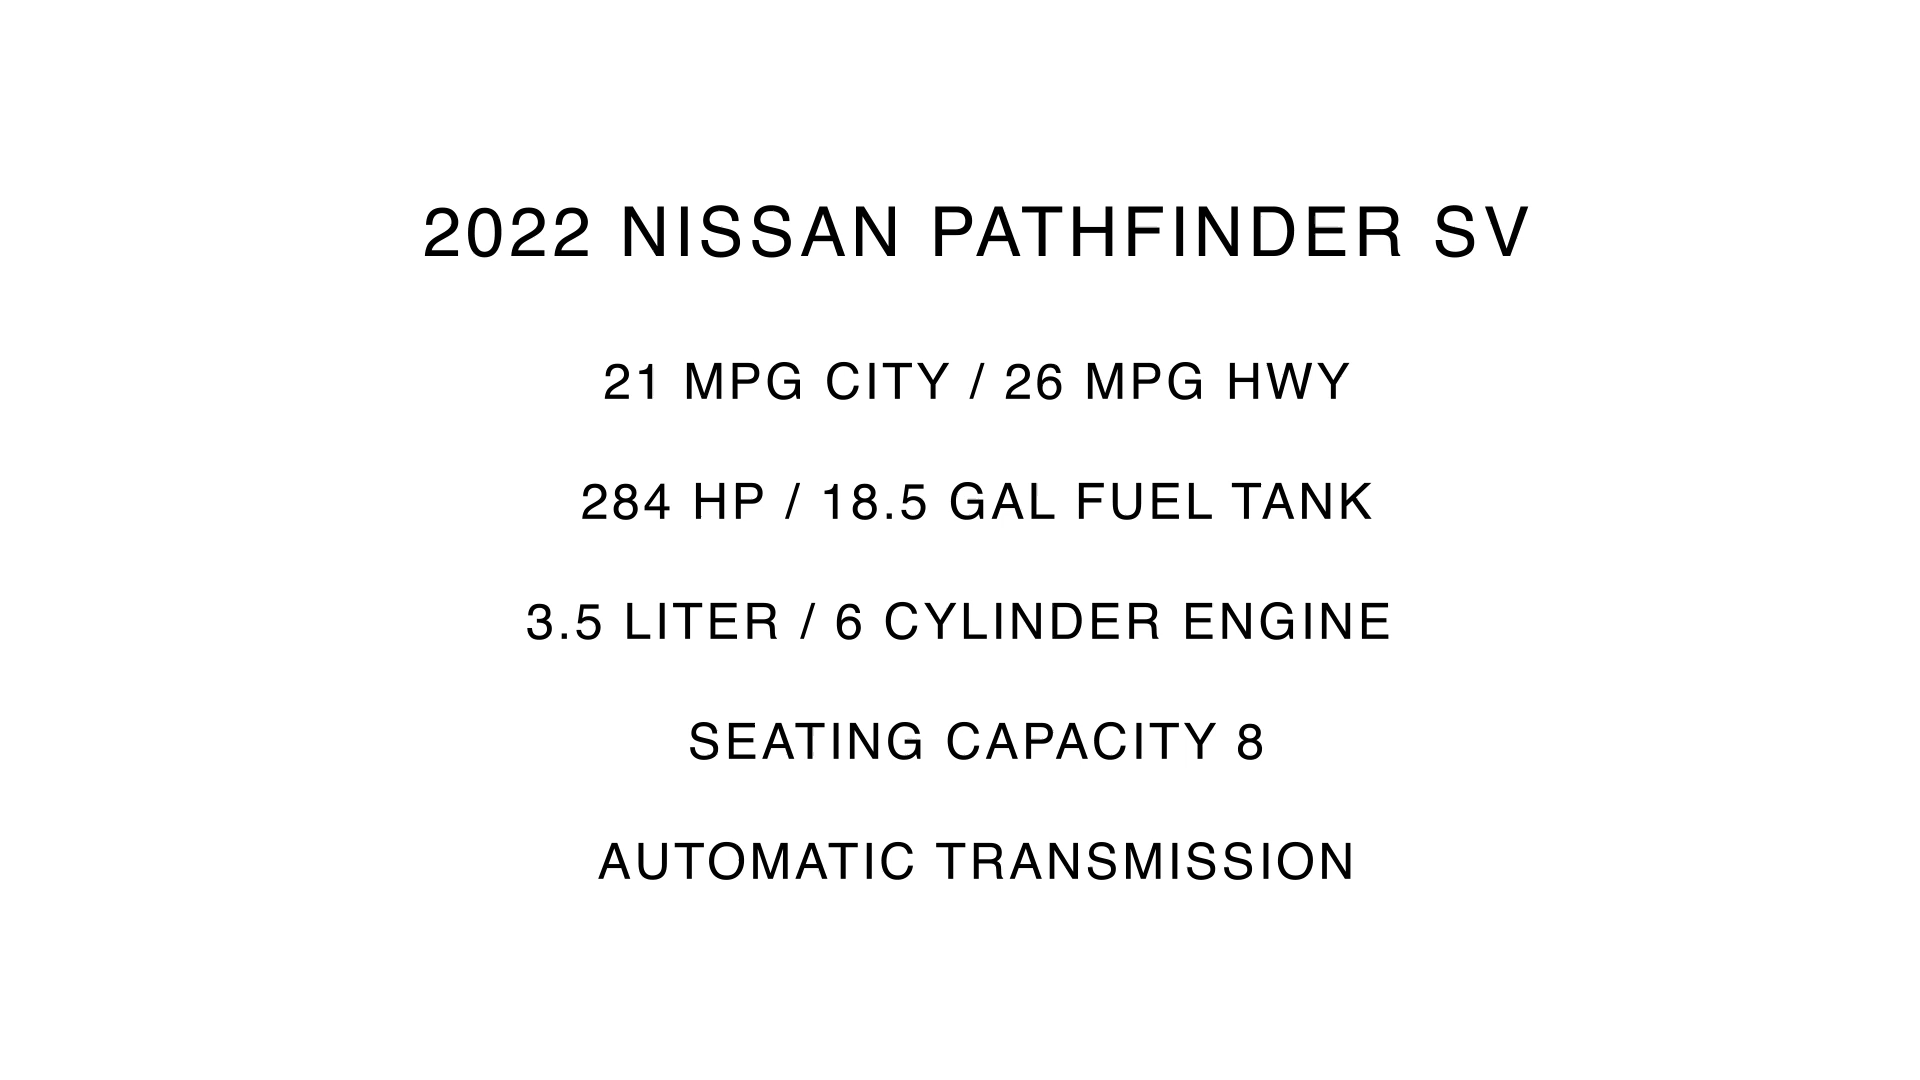 2022 NISSAN PATHFINDER SV
21 MPG CITY / 26 MPG HWY
284 HP / 18.5 GAL FUEL TANK
3.5 LITER / 6 CYLINDER ENGINE
SEATING CAPACITY 8
AUTOMATIC TRANSMISSION